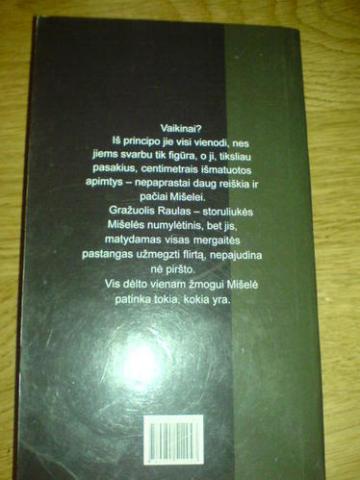 Vaikinai?
Iš principo jie visi vienodi, nes
jiems svarbu tik figūra, o ji, tiksliau
pasakius, centimetrais išmatuotos
apimtys – nepaprastai daug reiškia ir
pačiai Mišelei.
Gražuolis Raulas – storuliukės
Mišelės numylėtinis, bet jis,
matydamas visas mergaitės
pastangas užmegzti flirtą, nepajudina
nė piršto.
Vis dėlto vienam žmogui Mišelė
patinka tokia, kokia yra.